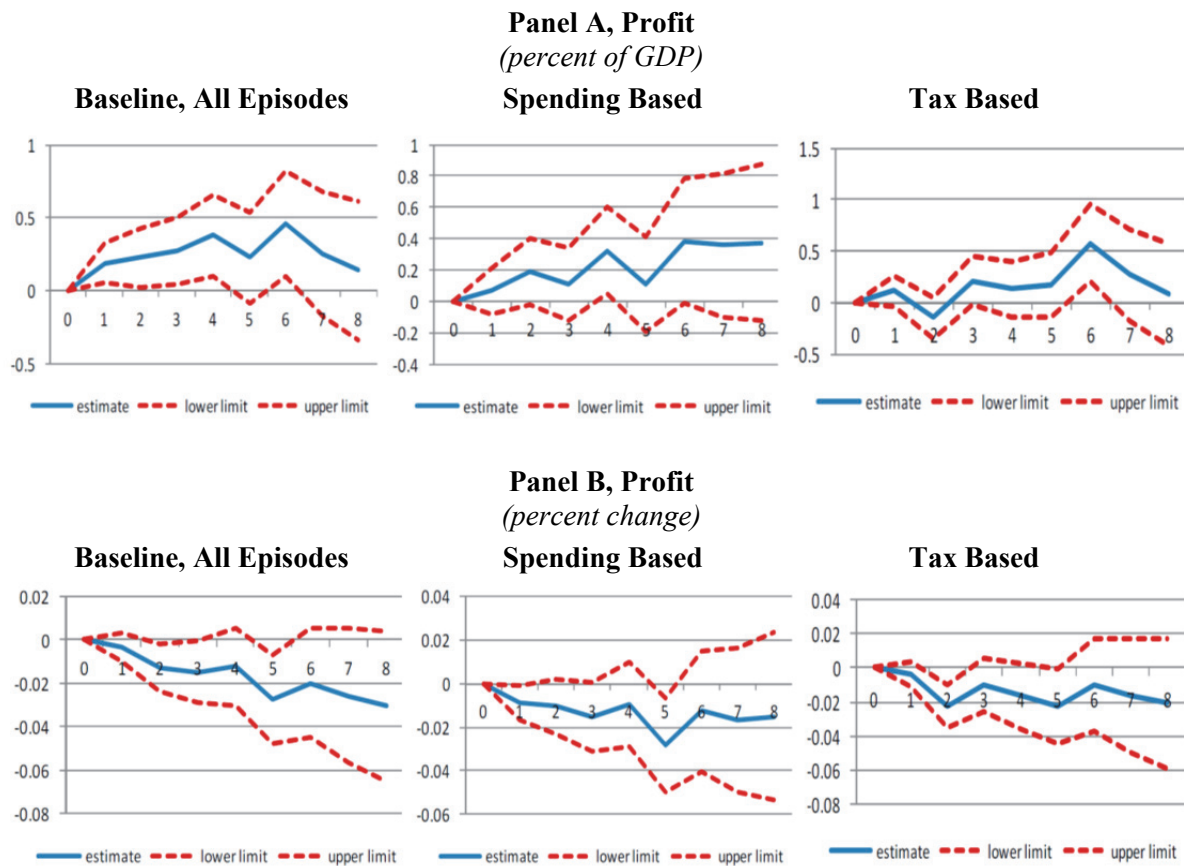 Panel A, Profit
(percent of GDP)
Baseline, All Episodes
Spending Based
Tax Based
1
0.5
0
-0.5
0 1 2 3 4 5 6 7 8
estimate lower limit upper limit
1
0.8
0.6
0.4
0.2
0
-0.2
-0.4
0 1 2 3 4 5 6 7 8
estimate lower limit upper limit
1.5
1
0.5
0
-0.5
0 1 2 3 4 5 6 7 8
estimate lower limit upper limit
Panel B, Profit
(percent change)
Baseline, All Episodes
Spending Based
Tax Based
0.02
0
-0.02
-0.04
-0.06
-0.08
0 1 2 3 4 5 6 7 8
estimate lower limit upper limit
0.04
0.02
0
-0.02
-0.04
-0.06
0 1 2 3 4 5 6 7 8
estimate lower limit upper limit
0.04
0.02
0
-0.02
-0.04
-0.06
-0.08
0 1 2 3 4 5 6 7 8
estimate lower limit upper limit